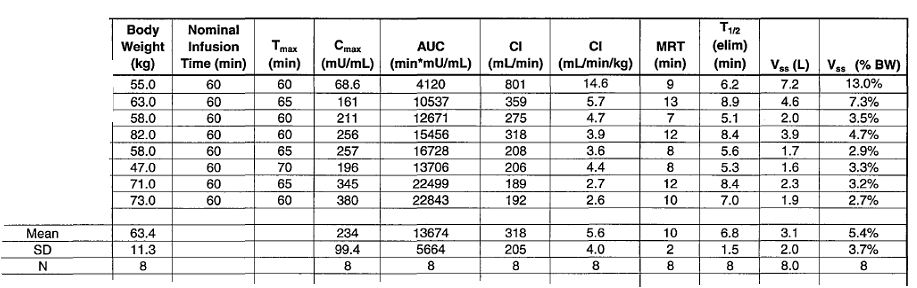 Body Weight (kg) Nominal Infusion Time (min) Tmax (min) Cmax (mU/mL) AUC (min*mU/mL) Cl (mL/min) Cl (mL/min/kg) MRT (min) T1/2 (elim) (min) Vss (L) Vss (% BW)
55.0 60 60 68.6 4120 801 14.6 9 6.2 7.2 13.0%
63.0 60 65 161 10537 359 5.7 13 8.9 4.6 7.3%
58.0 60 60 211 12671 275 4.7 7 5.1 2.0 3.5%
82.0 60 60 256 15456 318 3.9 12 8.4 3.9 4.7%
58.0 60 65 257 16728 208 3.6 8 5.6 1.7 2.9%
47.0 60 70 196 13706 206 4.4 8 5.3 1.6 3.3%
71.0 60 65 345 22499 189 2.7 12 8.4 2.3 3.2%
73.0 60 60 380 22843 192 2.6 10 7.0 1.9 2.7%
Mean 63.4 234 13674 318 5.6 10 6.8 3.1 5.4%
SD 11.3 99.4 5664 205 4.0 2 1.5 2.0 3.7%
N 8 8 8 8 8 8 8 8.0 8